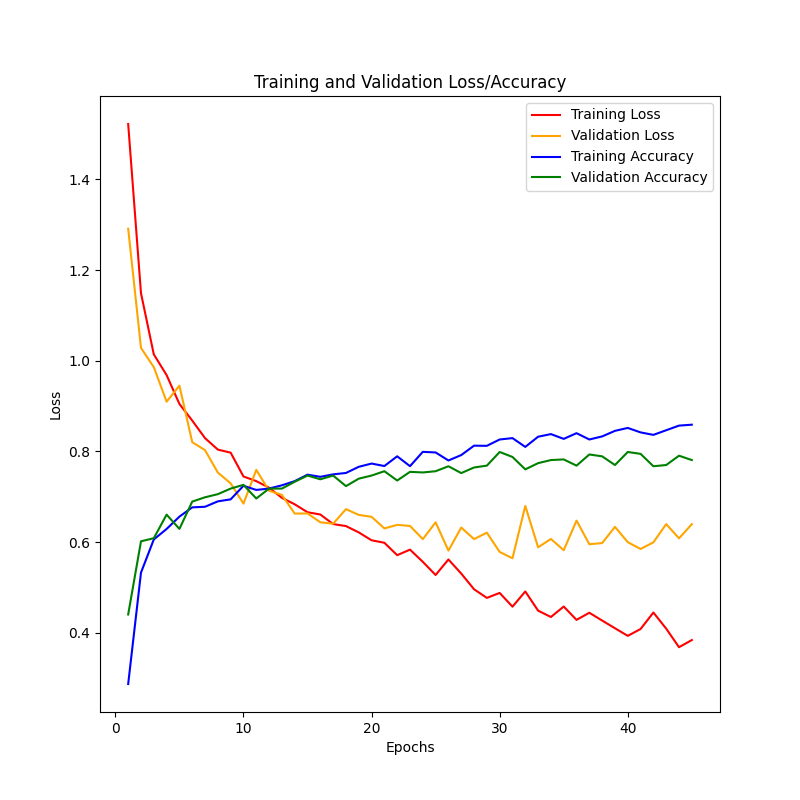 Training and Validation Loss/Accuracy
Training Loss
Validation Loss
Training Accuracy
Validation Accuracy
1.4
1.2
1.0
0.8
0.6
0.4
Loss
0 10 20 30 40
Epochs